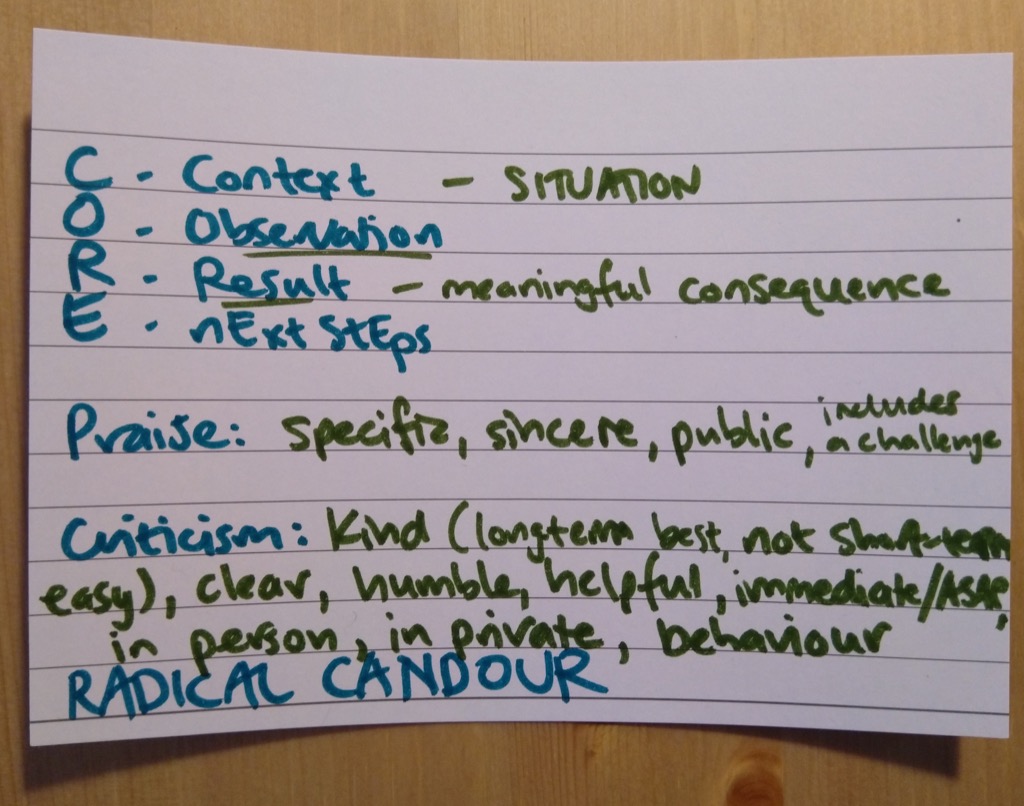 C - Context - SITUATION
O - Observation
R - Result - meaningful consequence
E - nExt StEps
Praise: specific, sincere, public, includes a challenge
Criticism: Kind (longterm best, not short-term
easy), clear, humble, helpful, immediate/ASAP,
in person, in private, behaviour
RADICAL CANDOUR